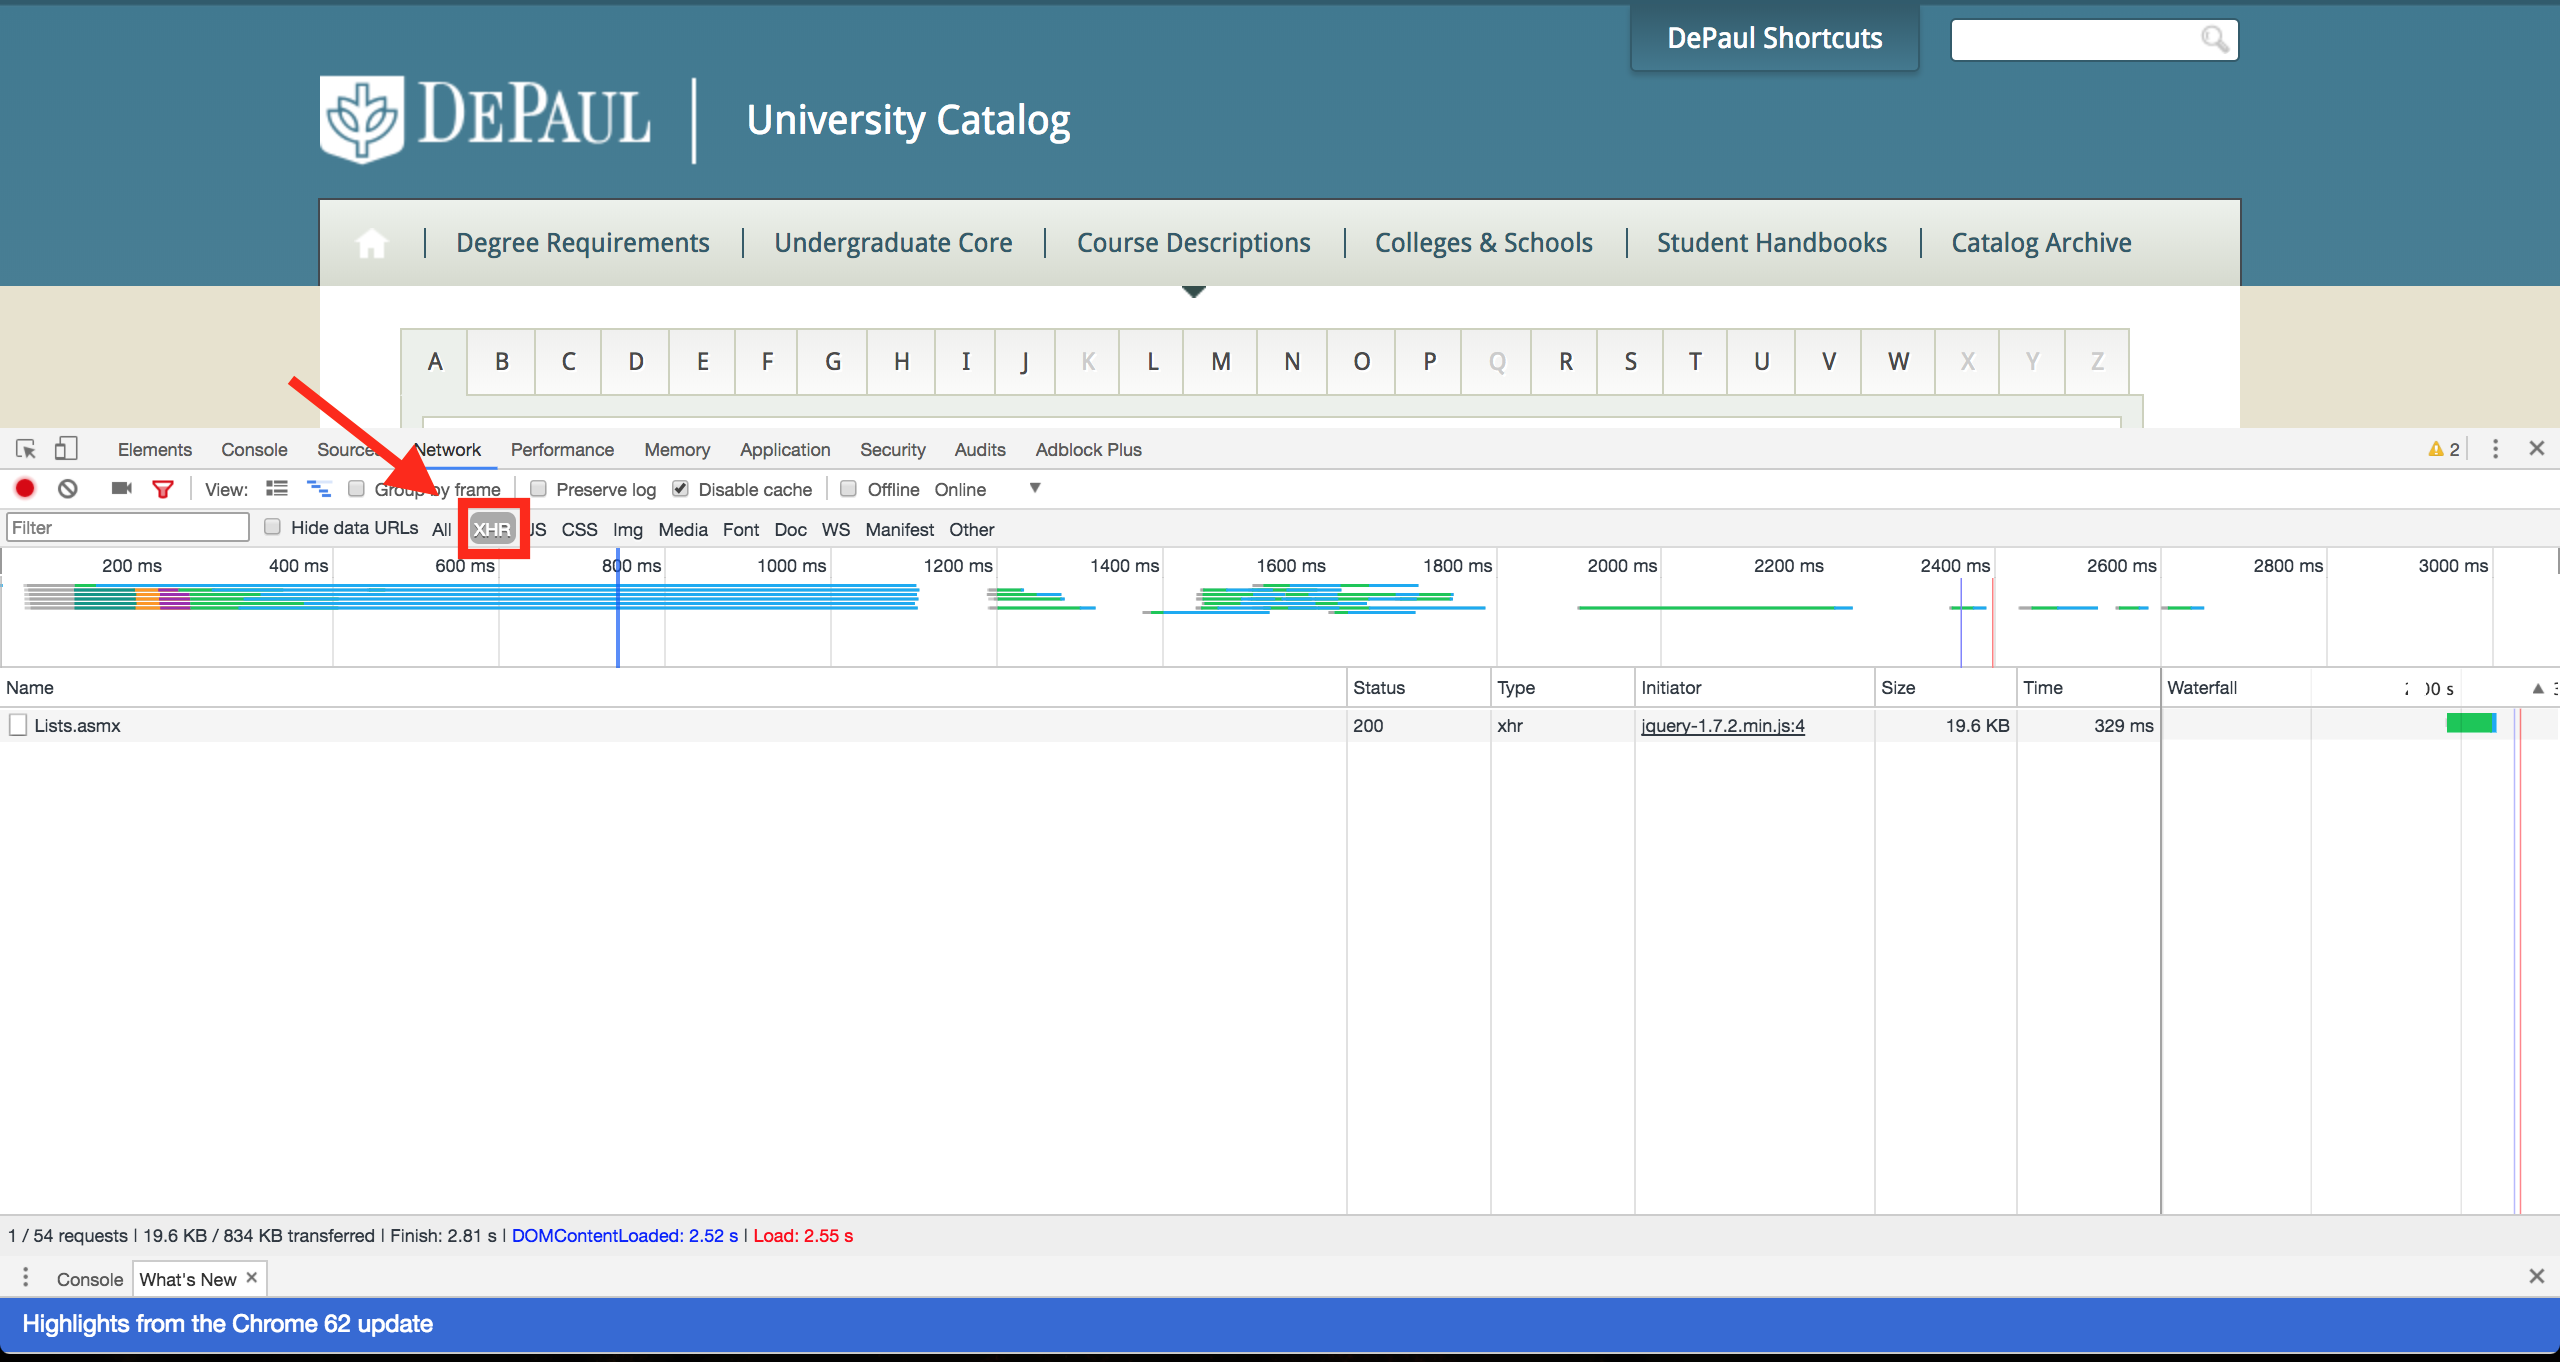 DePaul Shortcuts
DEPAUL
University Catalog
Degree Requirements
Undergraduate Core
Course Descriptions
Colleges & Schools
Student Handbooks
Catalog Archive
A B C D E F G H I J K L M N O P Q R S T U V W X Y Z
Elements Console Sources Network Performance Memory Application Security Audits Adblock Plus 2
View: Group by frame Preserve log Disable cache Offline Online
Filter Hide data URLs All XHR JS CSS Img Media Font Doc WS Manifest Other
200 ms 400 ms 600 ms 800 ms 1000 ms 1200 ms 1400 ms 1600 ms 1800 ms 2000 ms 2200 ms 2400 ms 2600 ms 2800 ms 3000 ms
Name Status Type Initiator Size Time Waterfall
Lists.asmx 200 xhr jquery-1.7.2.min.js:4 19.6 KB 329 ms
1 / 54 requests | 19.6 KB / 834 KB transferred | Finish: 2.81 s | DOMContentLoaded: 2.52 s | Load: 2.55 s
Console What's New
Highlights from the Chrome 62 update